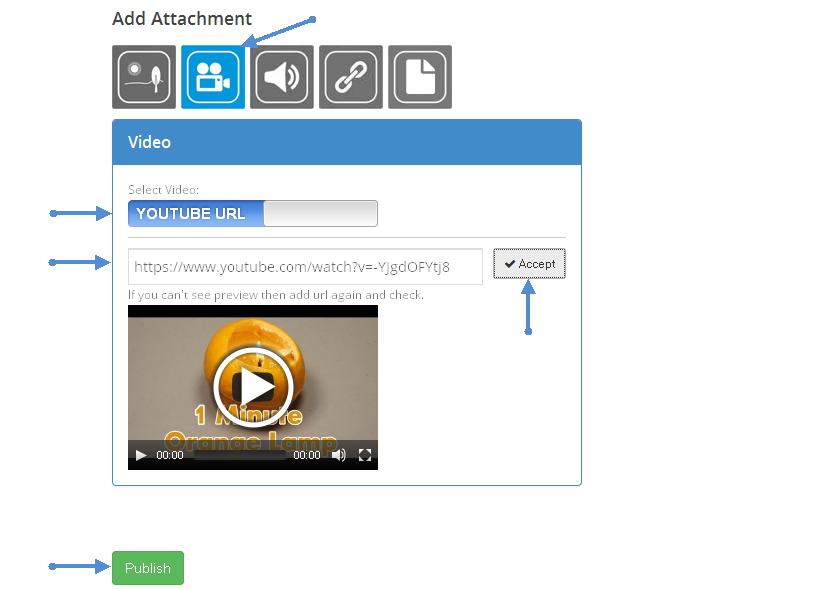 Add Attachment
Video
Select Video:
YOUTUBE URL
https://www.youtube.com/watch?v=-YJgdOFYtj8
Accept
If you can't see preview then add url again and check.
1 Minute
Orange Lamp
00:00 00:00
Publish